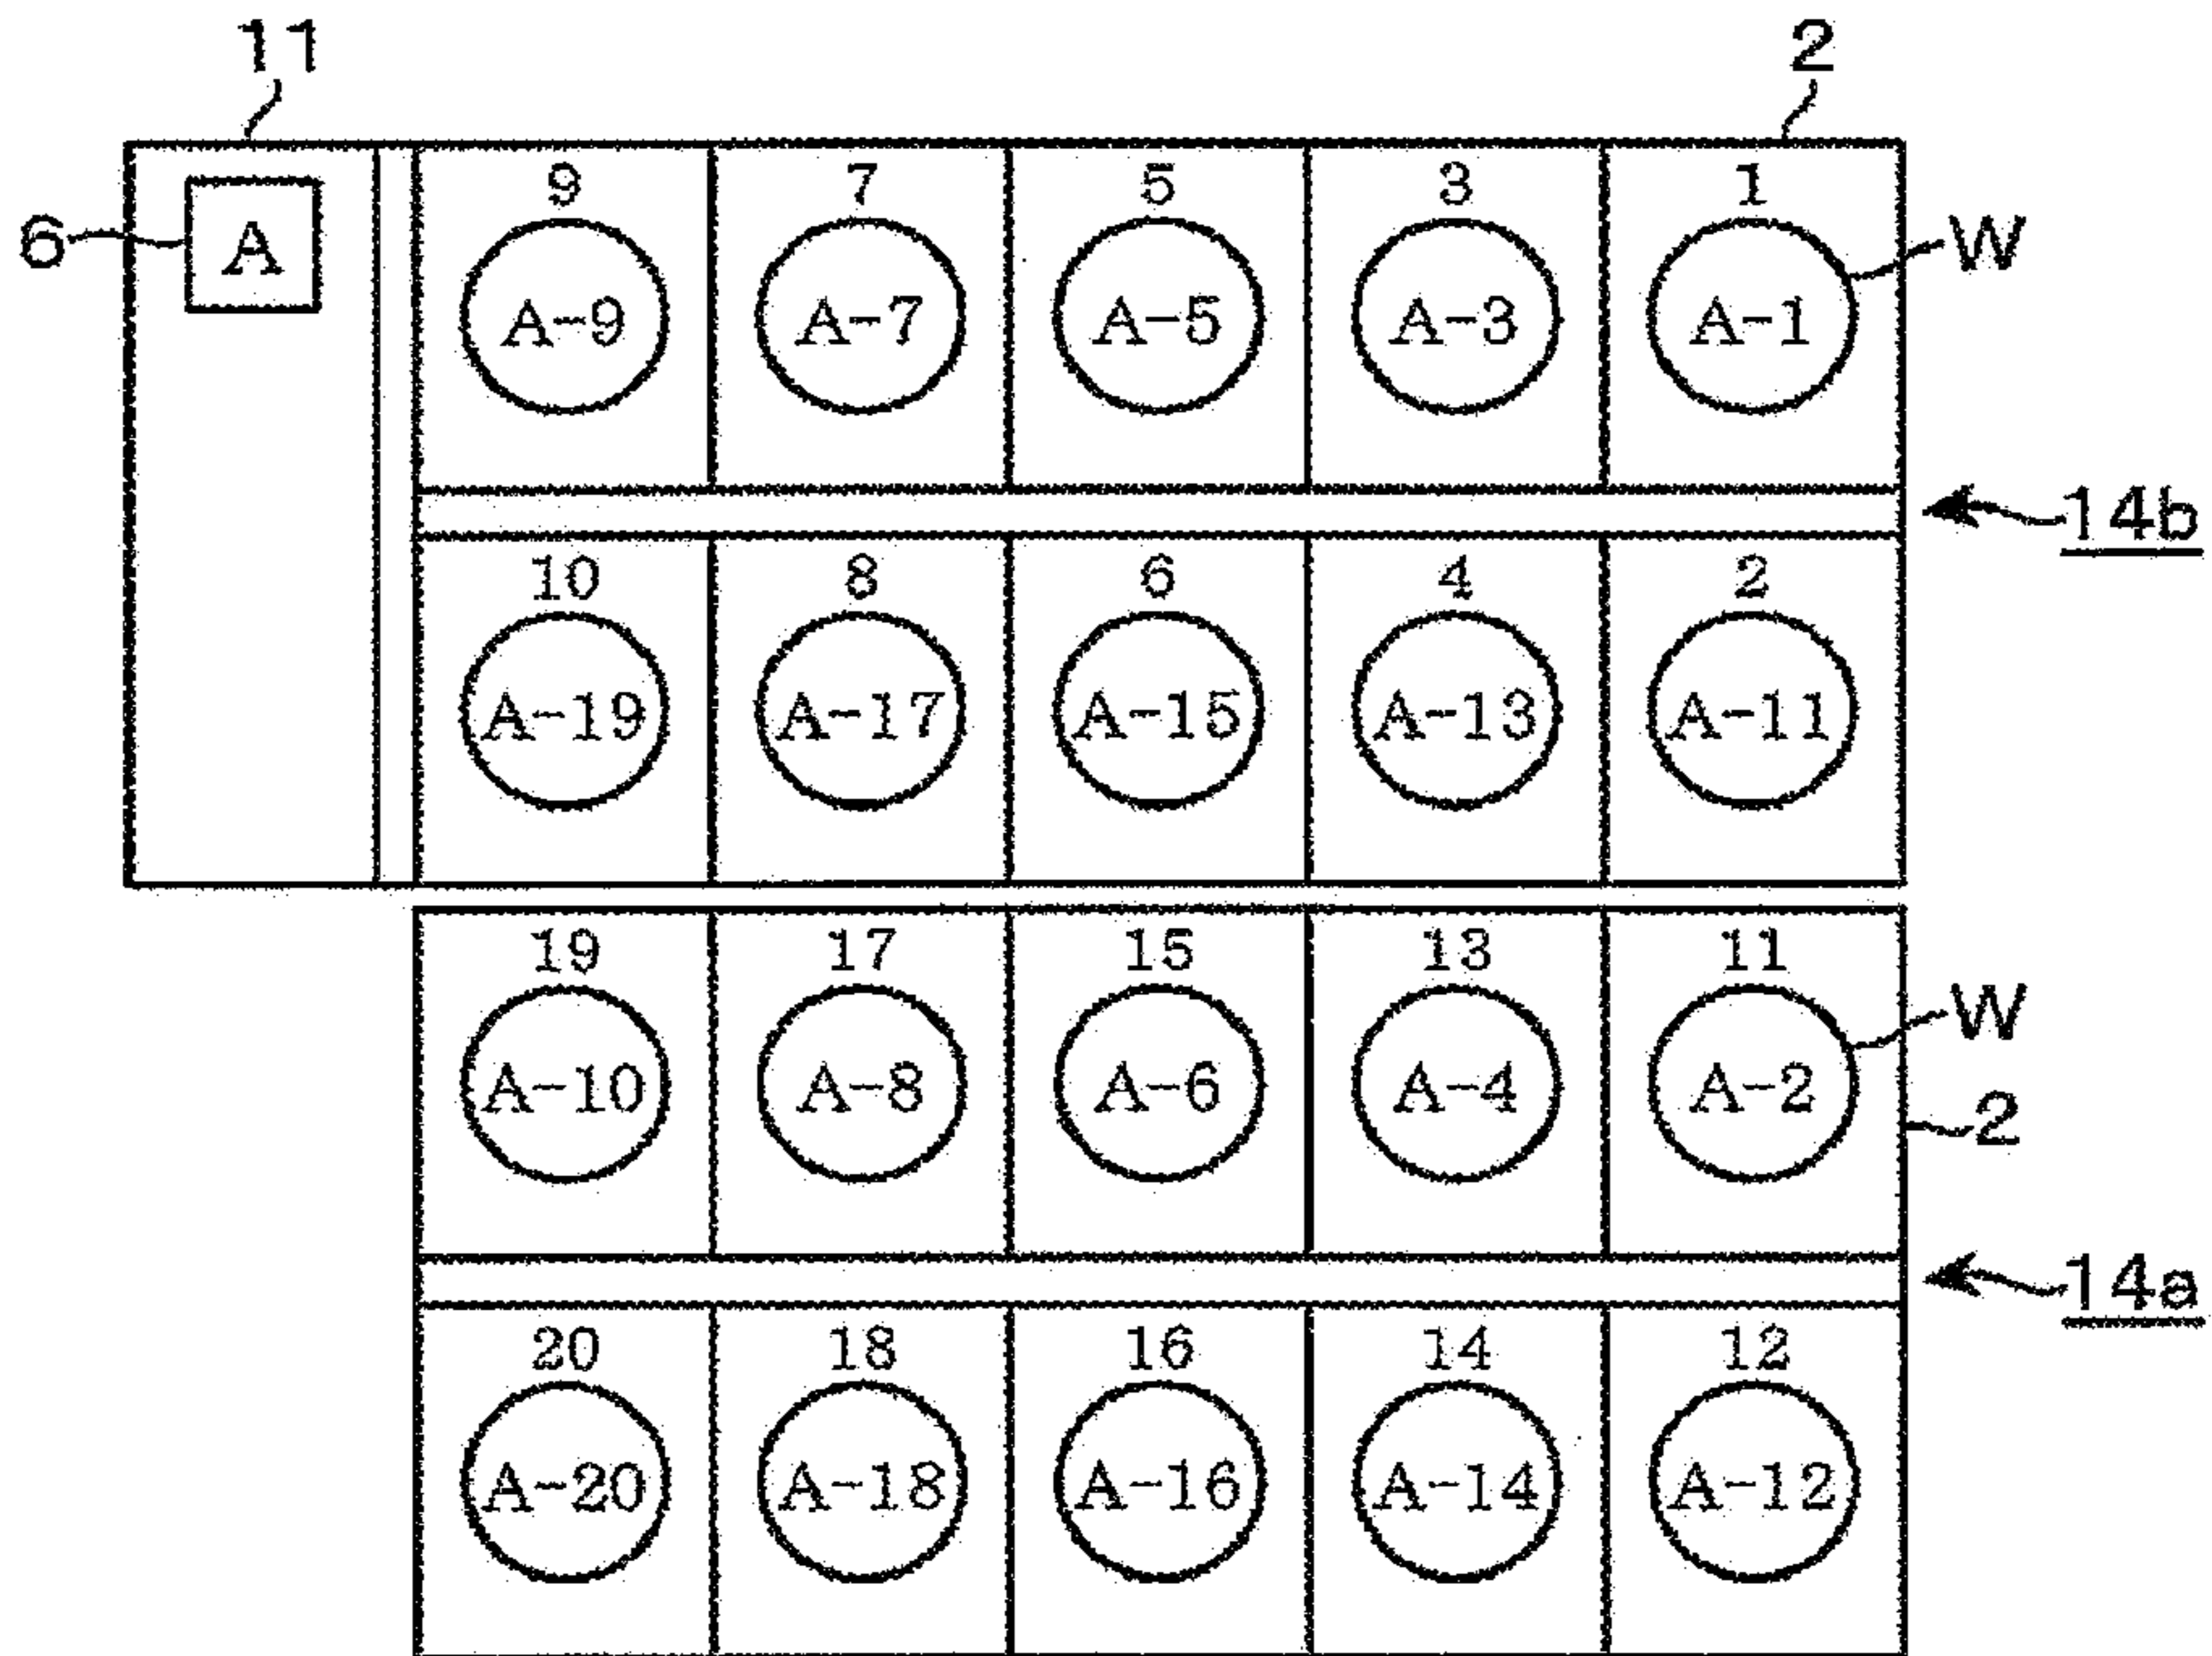 11 2
9 7 5 3 1
6 A W
A-9 A-7 A-5 A-3 A-1
14b
10 8 6 4 2
A-19 A-17 A-15 A-13 A-11
19 17 15 13 11
W
A-10 A-8 A-6 A-4 A-2
2
14a
20 18 16 14 12
A-20 A-18 A-16 A-14 A-12